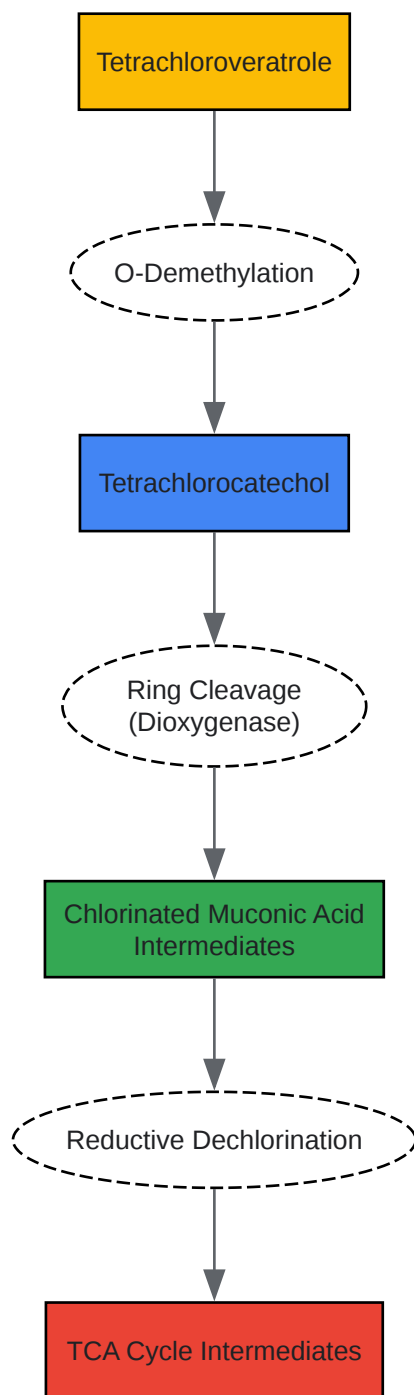 Tetrachloroveratrole
O-Demethylation
Tetrachlorocatechol
Ring Cleavage
(Dioxygenase)
Chlorinated Muconic Acid
Intermediates
Reductive Dechlorination
TCA Cycle Intermediates